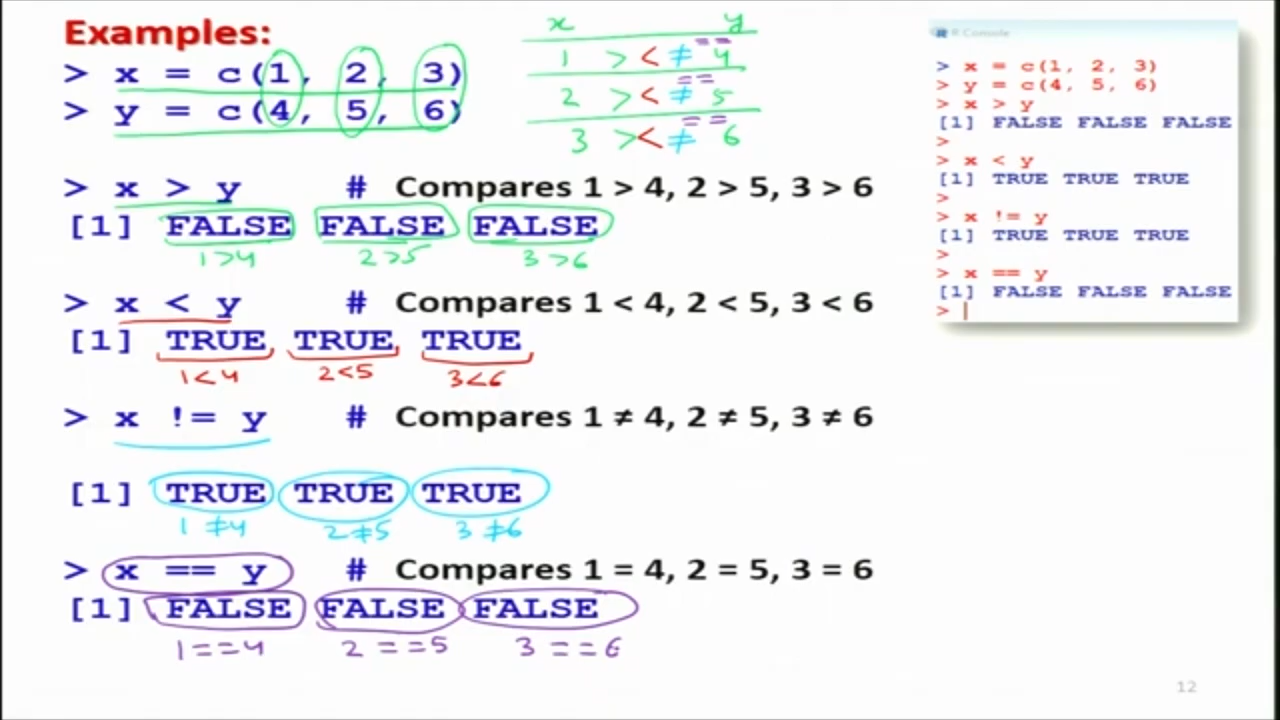 Examples:
> x = c(1, 2, 3)
> y = c(4, 5, 6)
x y
1 > < ≠ == 4
2 > < ≠ == 5
3 > < ≠ == 6
> x > y # Compares 1 > 4, 2 > 5, 3 > 6
[1] FALSE FALSE FALSE
1>4 2>5 3>6
> x < y # Compares 1 < 4, 2 < 5, 3 < 6
[1] TRUE TRUE TRUE
1<4 2<5 3<6
> x != y # Compares 1 ≠ 4, 2 ≠ 5, 3 ≠ 6
[1] TRUE TRUE TRUE
1≠4 2≠5 3≠6
> x == y # Compares 1 = 4, 2 = 5, 3 = 6
[1] FALSE FALSE FALSE
1==4 2==5 3==6
R Console
> x = c(1, 2, 3)
> y = c(4, 5, 6)
> x > y
[1] FALSE FALSE FALSE
>
> x < y
[1] TRUE TRUE TRUE
>
> x != y
[1] TRUE TRUE TRUE
>
> x == y
[1] FALSE FALSE FALSE
> |
12